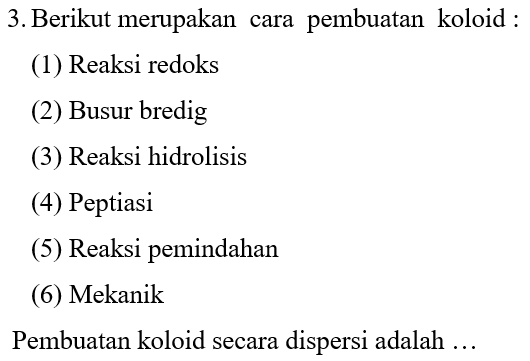 3. Berikut merupakan cara pembuatan koloid :
(1) Reaksi redoks
(2) Busur bredig
(3) Reaksi hidrolisis
(4) Peptiasi
(5) Reaksi pemindahan
(6) Mekanik
Pembuatan koloid secara dispersi adalah …